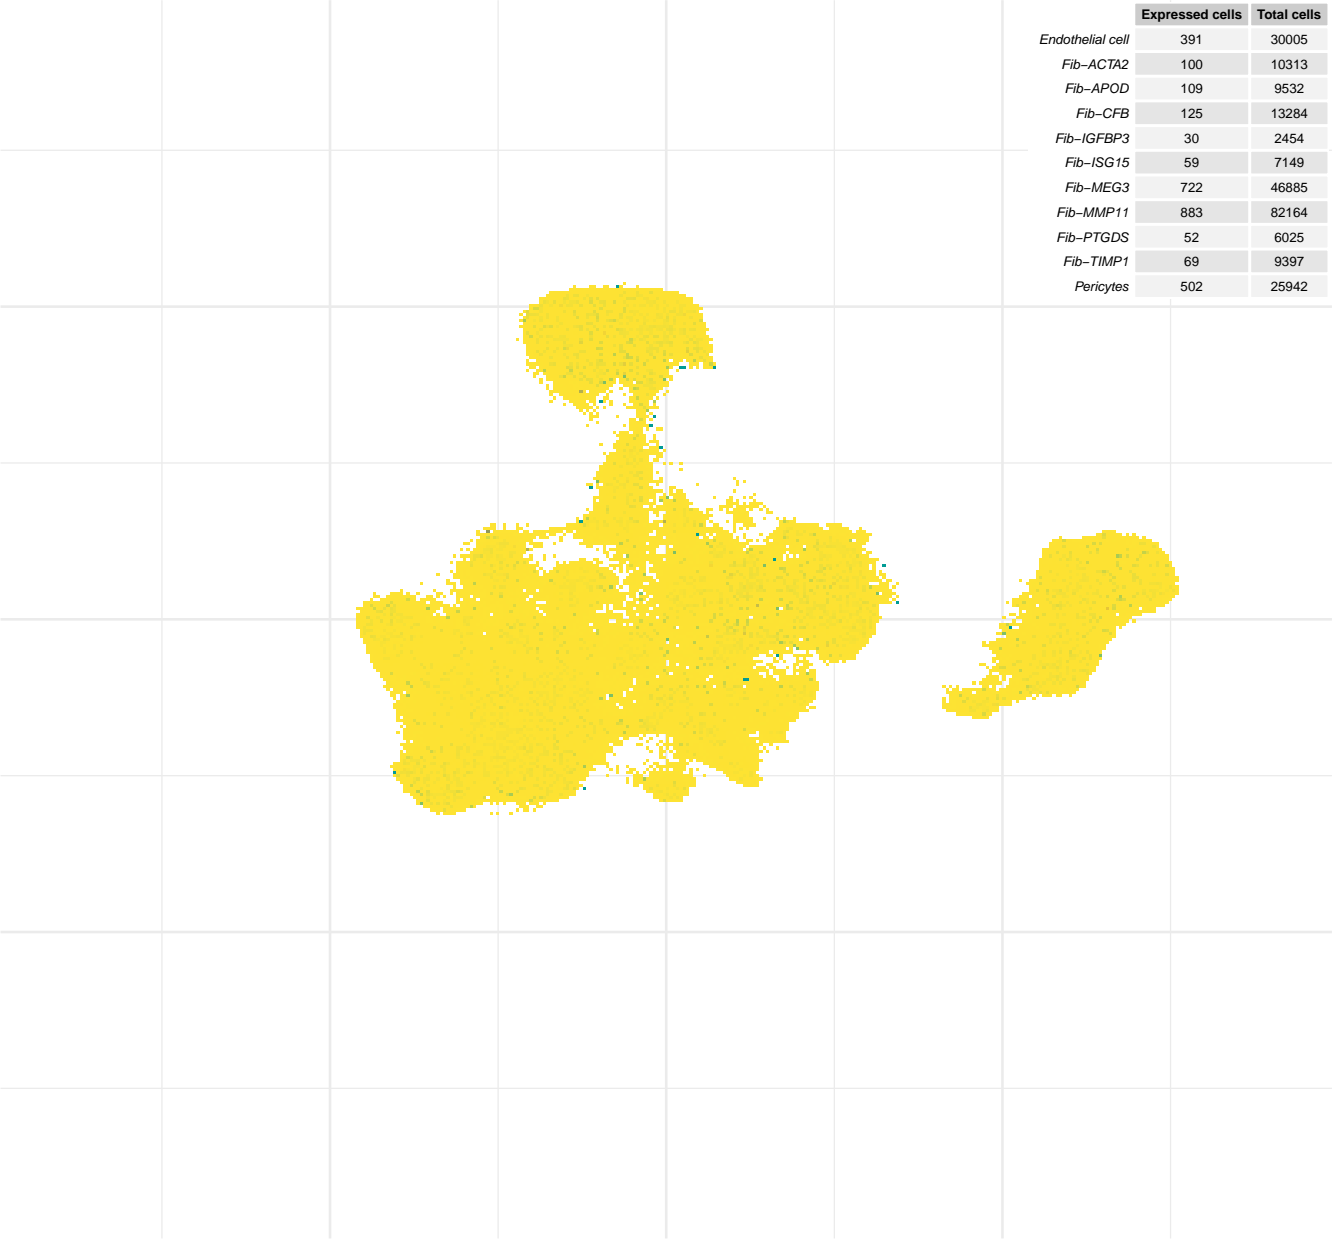 Expressed cells Total cells
Endothelial cell 391 30005
Fib−ACTA2 100 10313
Fib−APOD 109 9532
Fib−CFB 125 13284
Fib−IGFBP3 30 2454
Fib−ISG15 59 7149
Fib−MEG3 722 46885
Fib−MMP11 883 82164
Fib−PTGDS 52 6025
Fib−TIMP1 69 9397
Pericytes 502 25942